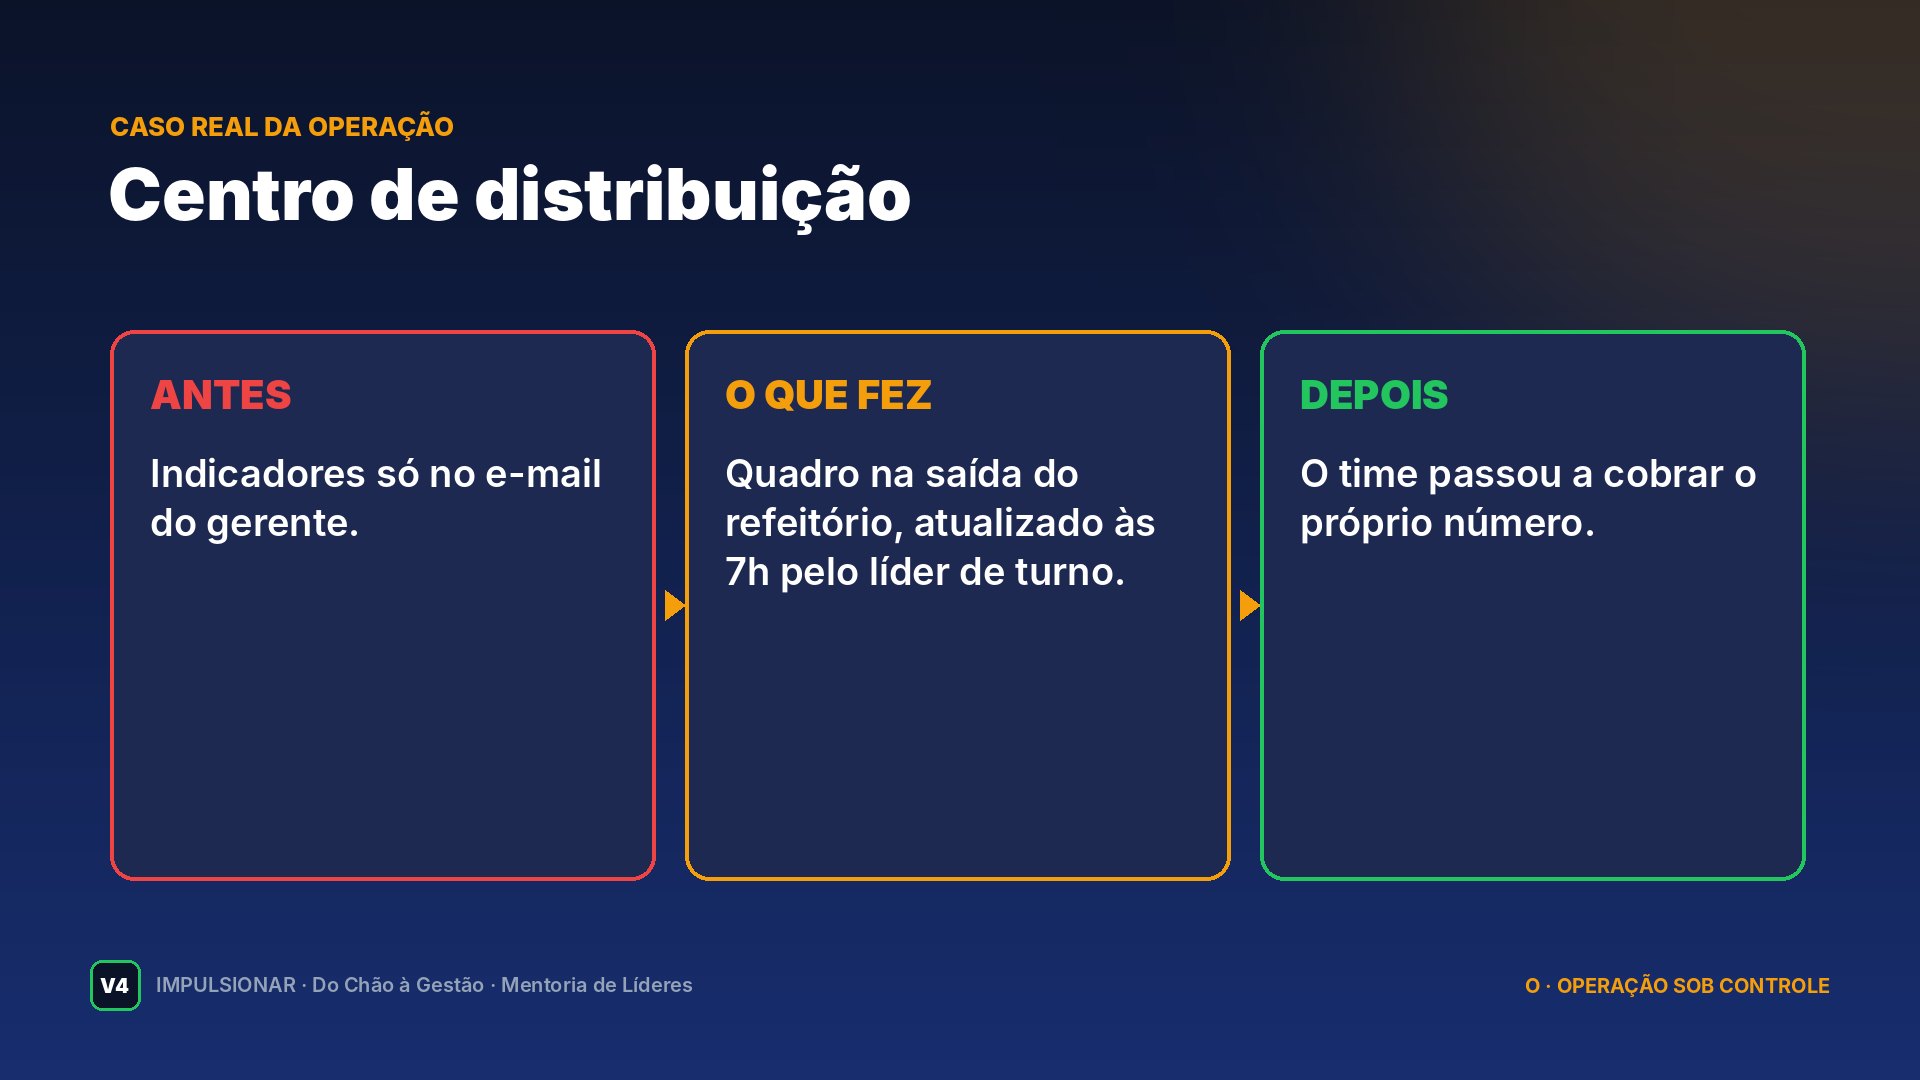 CASO REAL DA OPERAÇÃO
Centro de distribuição
ANTES
Indicadores só no e-mail
do gerente.
O QUE FEZ
Quadro na saída do
refeitório, atualizado às
7h pelo líder de turno.
DEPOIS
O time passou a cobrar o
próprio número.
V4
IMPULSIONAR · Do Chão à Gestão · Mentoria de Líderes
O · OPERAÇÃO SOB CONTROLE